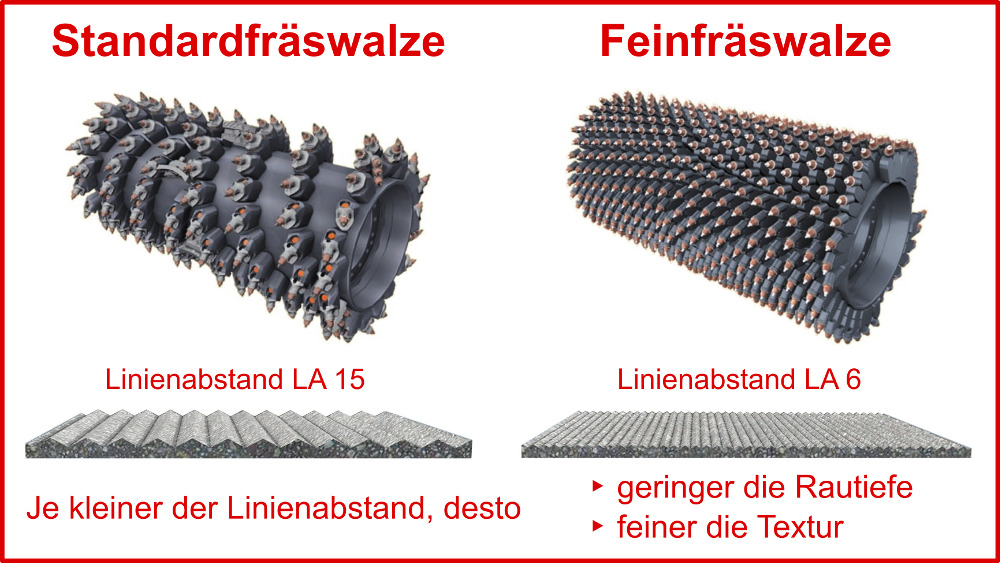 Standardfräswalze
Feinfräswalze
Linienabstand LA 15
Linienabstand LA 6
Je kleiner der Linienabstand, desto
‣ geringer die Rautiefe
‣ feiner die Textur